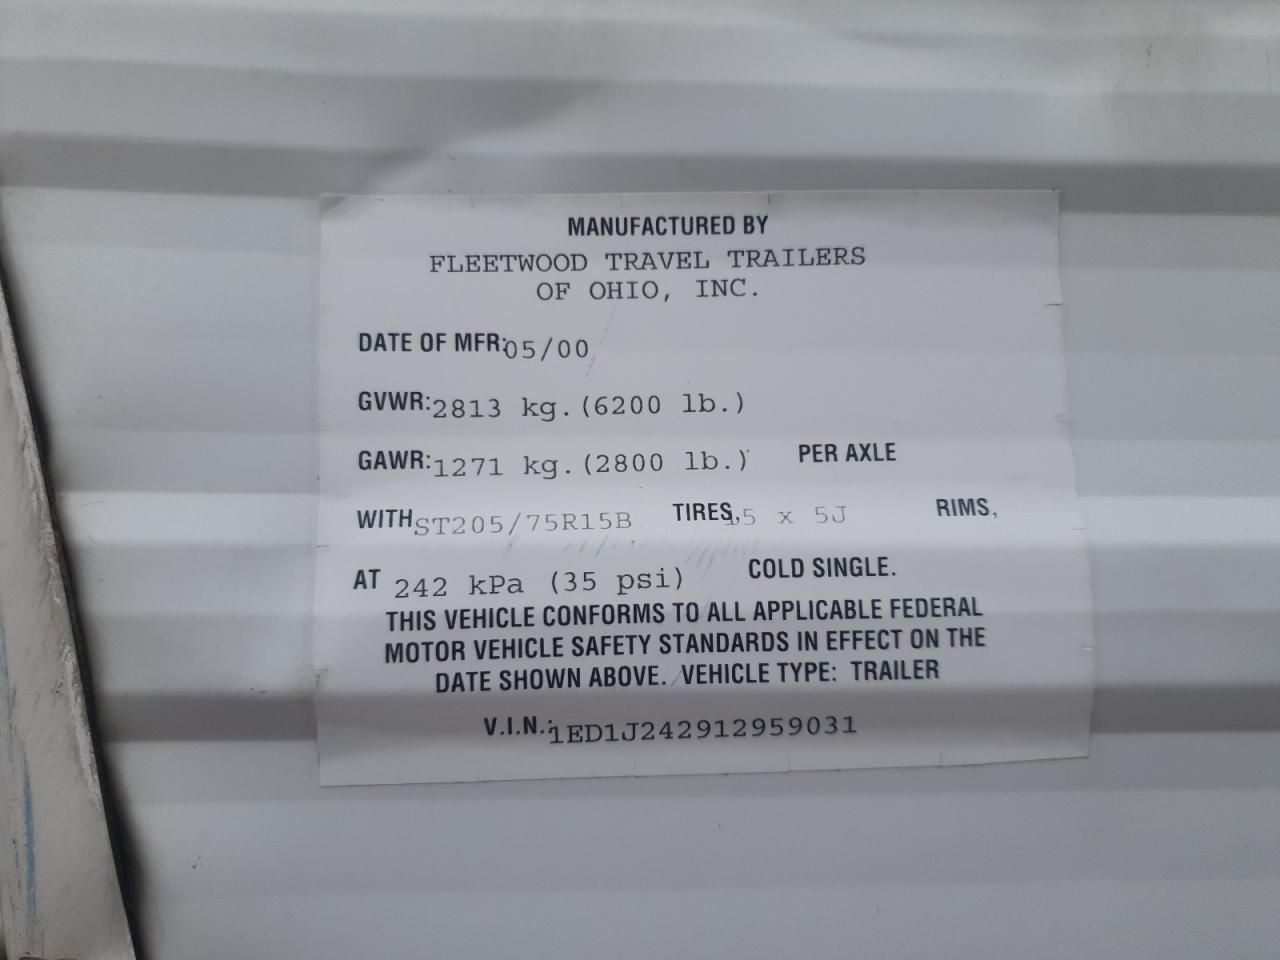 MANUFACTURED BY
FLEETWOOD TRAVEL TRAILERS
OF OHIO, INC.
DATE OF MFR: 05/00
GVWR: 2813 kg. (6200 lb.)
GAWR: 1271 kg. (2800 lb.) PER AXLE
WITH ST205/75R15B TIRES, 15 x 5J RIMS,
AT 242 kPa (35 psi) COLD SINGLE.
THIS VEHICLE CONFORMS TO ALL APPLICABLE FEDERAL
MOTOR VEHICLE SAFETY STANDARDS IN EFFECT ON THE
DATE SHOWN ABOVE. VEHICLE TYPE: TRAILER
V.I.N.: 1ED1J242912959031